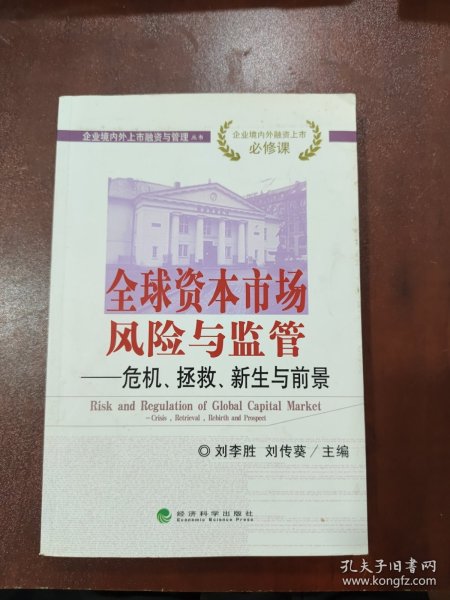 企业境内外上市融资与管理丛书
企业境内外融资上市
必修课
全球资本市场
风险与监管
——危机、拯救、新生与前景
Risk and Regulation of Global Capital Market
-Crisis, Retrieval, Rebirth and Prospect
◎刘李胜 刘传葵/主编
经济科学出版社
Economic Science Press
孔夫子旧书网
www.kongfz.com